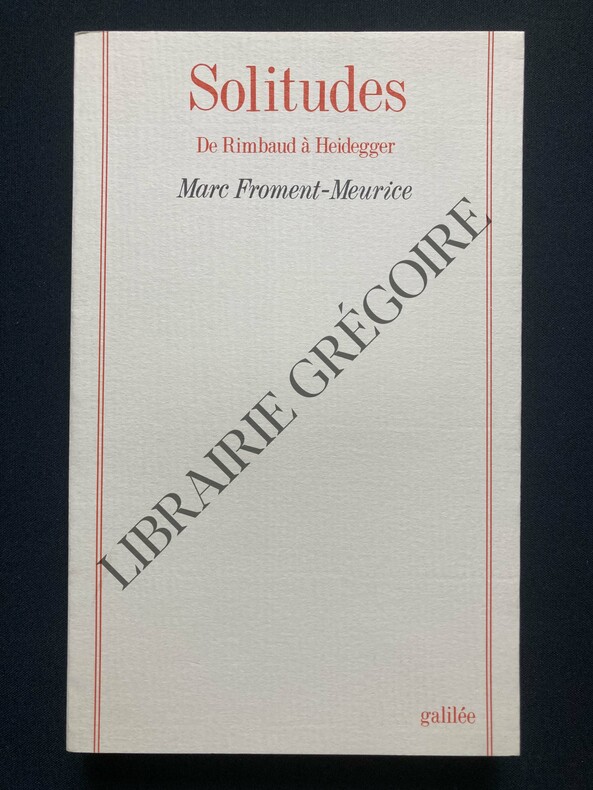 Solitudes
De Rimbaud à Heidegger
Marc Froment-Meurice
LIBRAIRIE GRÉGOIRE
galilée